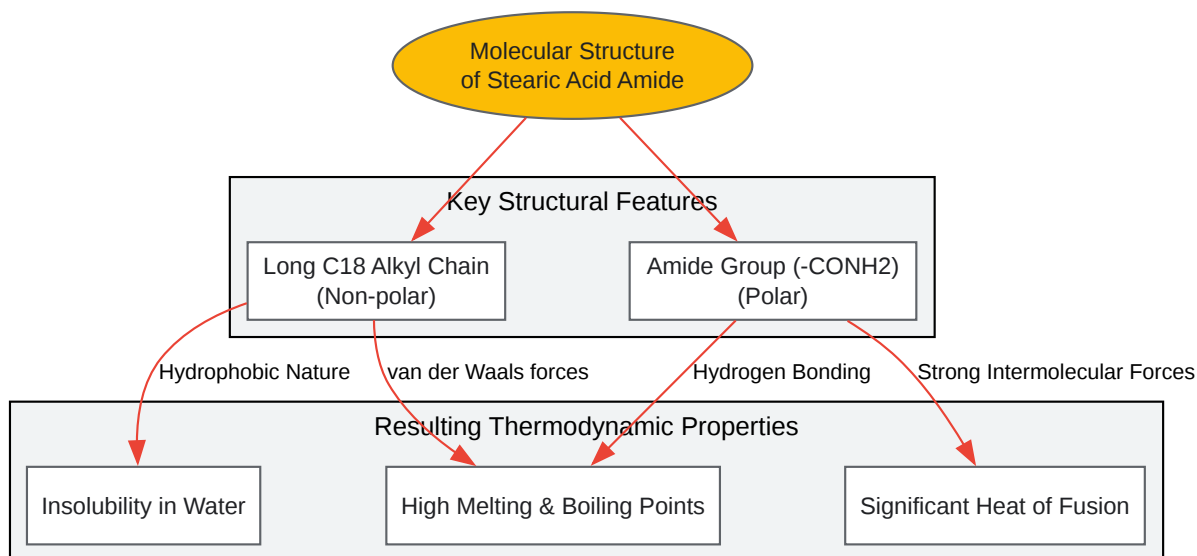 Molecular Structure
of Stearic Acid Amide
Key Structural Features
Long C18 Alkyl Chain
(Non-polar)
Amide Group (-CONH2)
(Polar)
Hydrophobic Nature
van der Waals forces
Hydrogen Bonding
Strong Intermolecular Forces
Resulting Thermodynamic Properties
Insolubility in Water
High Melting & Boiling Points
Significant Heat of Fusion